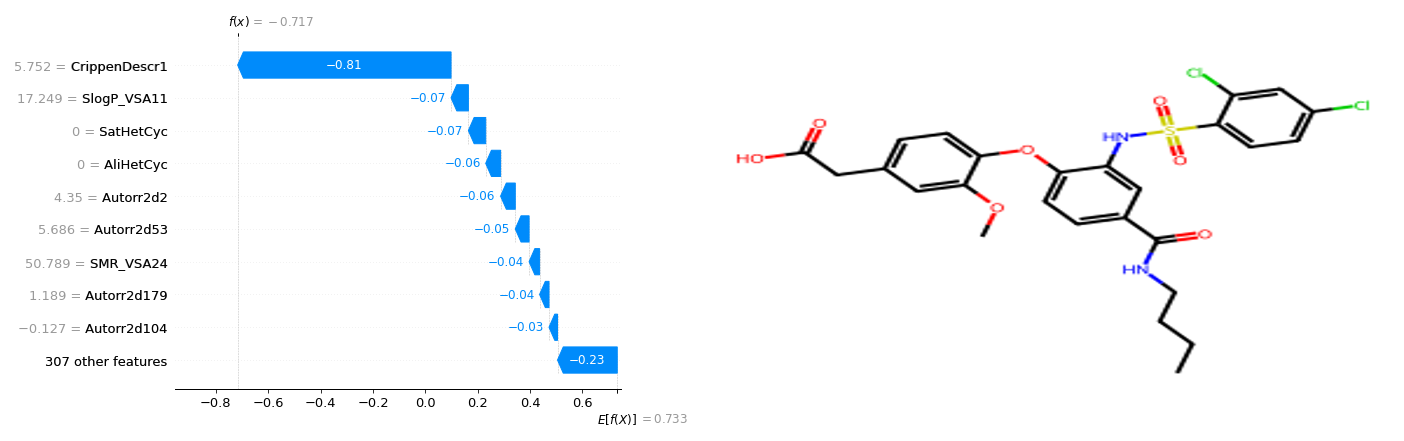 f(x) = −0.717
5.752 = CrippenDescr1
−0.81
17.249 = SlogP_VSA11
−0.07
0 = SatHetCyc
−0.07
0 = AliHetCyc
−0.06
4.35 = Autorr2d2
−0.06
5.686 = Autorr2d53
−0.05
50.789 = SMR_VSA24
−0.04
1.189 = Autorr2d179
−0.04
−0.127 = Autorr2d104
−0.03
307 other features
−0.23
−0.8 −0.6 −0.4 −0.2 0.0 0.2 0.4 0.6
E[f(X)] = 0.733
Cl
Cl
O
O
HN
S
O
HO
O
O
O
O
HN